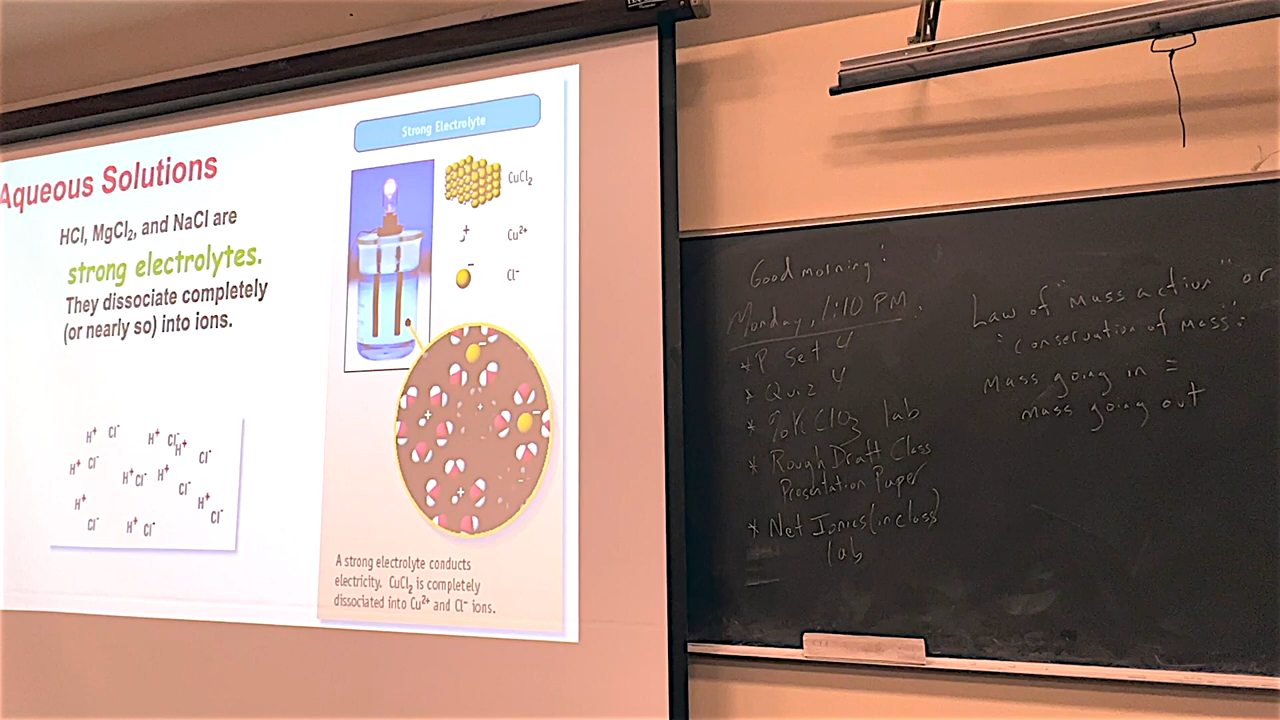 Aqueous Solutions
HCl, MgCl₂, and NaCl are
strong electrolytes.
They dissociate completely
(or nearly so) into ions.
H⁺ Cl⁻ H⁺ Cl⁻ H⁺ Cl⁻
H⁺ Cl⁻ H⁺ Cl⁻ H⁺ Cl⁻
H⁺ Cl⁻ H⁺ Cl⁻ H⁺ Cl⁻
Strong Electrolyte
CuCl₂
+ Cu²⁺
− Cl⁻
A strong electrolyte conducts
electricity. CuCl₂ is completely
dissociated into Cu²⁺ and Cl⁻ ions.
Good morning!
Monday, 1:10 PM:
* P Set 4
* Quiz 4
* %KClO₃ lab
* Rough Draft Class
Presentation Paper
* Net Ionics (in class)
lab
Law of "mass action" or
"conservation of mass":
Mass going in =
mass going out